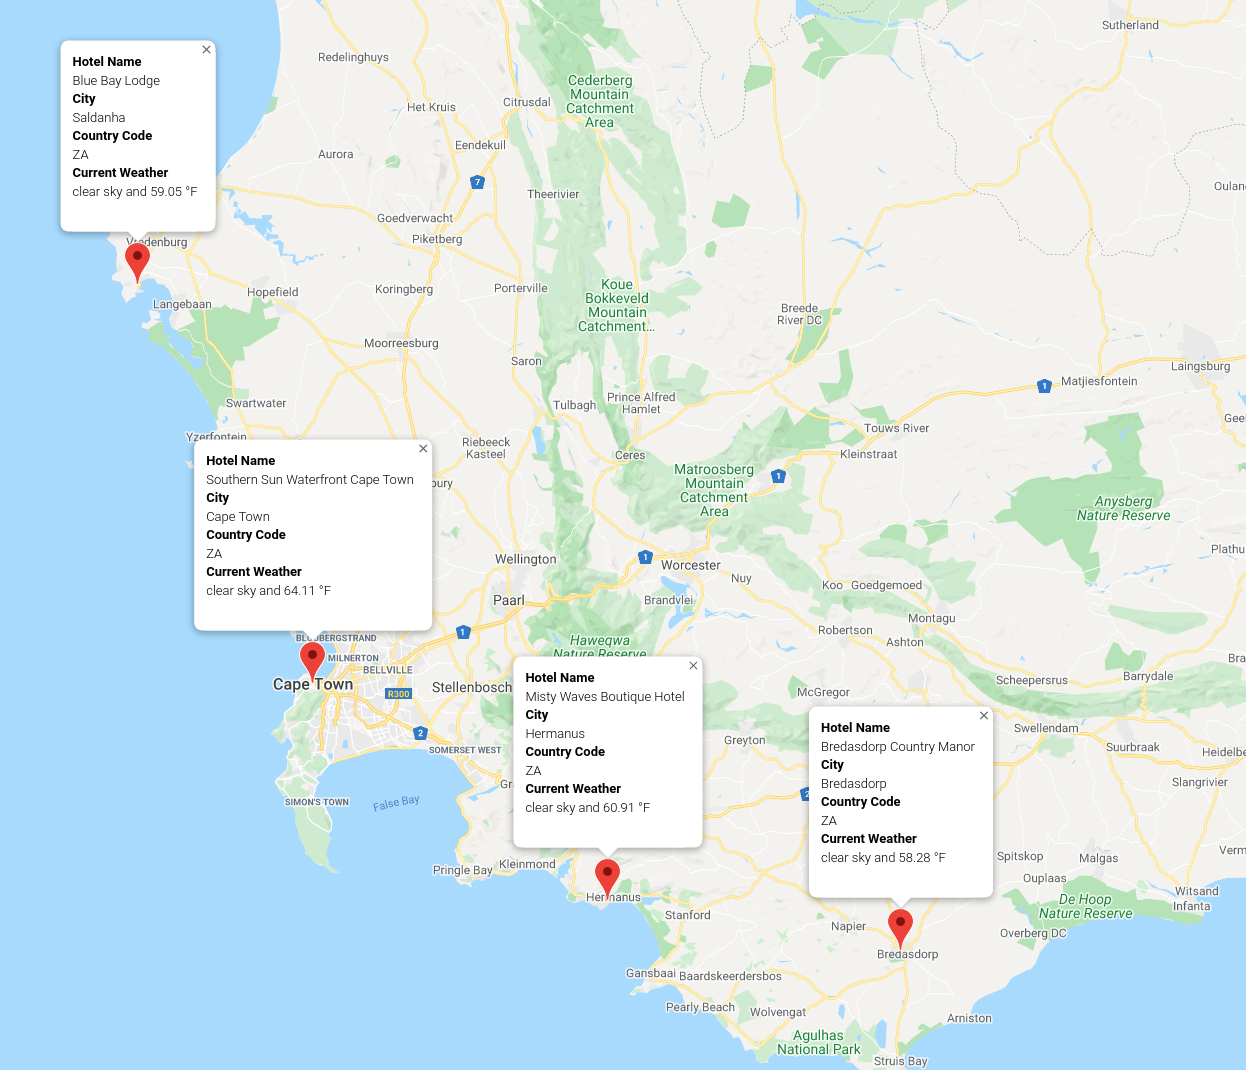 Sutherland
Redelinghuys
Cederberg
Mountain
Catchment
Area
Citrusdal
Het Kruis
Eendekuil
Aurora
7
Theerivier
Oulan
Goedverwacht
Piketberg
Hotel Name
Blue Bay Lodge
City
Saldanha
Country Code
ZA
Current Weather
clear sky and 59.05 °F
Vredenburg
Langebaan
Hopefield
Koringberg
Porterville
Koue
Bokkeveld
Mountain
Catchment...
Breede
River DC
Moorreesburg
Saron
Laingsburg
1
Matjiesfontein
Swartwater
Tulbagh
Prince Alfred
Hamlet
Gee
Touws River
Yzerfontein
Riebeeck
Kasteel
Ceres
Kleinstraat
Matroosberg
Mountain
Catchment
Area
1
bury
Anysberg
Nature Reserve
Hotel Name
Southern Sun Waterfront Cape Town
City
Cape Town
Country Code
ZA
Current Weather
clear sky and 64.11 °F
Wellington
1
Worcester
Nuy
Koo
Goedgemoed
Plathu
Paarl
Brandvlei
Montagu
Robertson
Ashton
1
BLOUBERGSTRAND
MILNERTON
BELLVILLE
Haweqwa
Nature Reserve
Cape Town
R300
Stellenbosch
Bra
Barrydale
Scheepersrus
McGregor
2
SOMERSET WEST
Greyton
Swellendam
Suurbraak
Heidelbe
Slangrivier
Hotel Name
Misty Waves Boutique Hotel
City
Hermanus
Country Code
ZA
Current Weather
clear sky and 60.91 °F
Gra
2
Hotel Name
Bredasdorp Country Manor
City
Bredasdorp
Country Code
ZA
Current Weather
clear sky and 58.28 °F
SIMON'S TOWN
False Bay
Pringle Bay
Kleinmond
Hermanus
Stanford
Napier
Bredasdorp
Spitskop
Malgas
Verm
Ouplaas
Witsand
Infanta
De Hoop
Nature Reserve
Overberg DC
Gansbaai
Baardskeerdersbos
Pearly Beach
Wolvengat
Arniston
Agulhas
National Park
Struis Bay